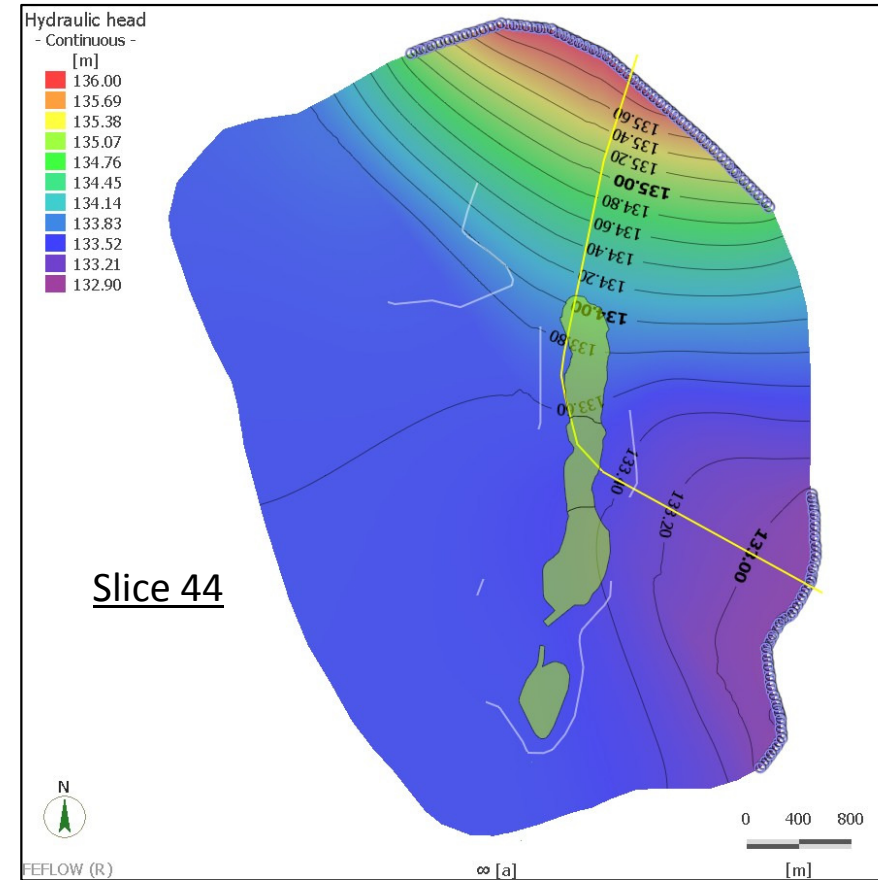 Hydraulic head
- Continuous -
[m]
136.00
135.69
135.38
135.07
134.76
134.45
134.14
133.83
133.52
133.21
132.90
135.60
135.40
135.20
135.00
134.80
134.60
134.40
134.20
134.00
133.80
133.60
133.40
133.20
133.00
Slice 44
N
0 400 800
FEFLOW (R)
∞ [a]
[m]